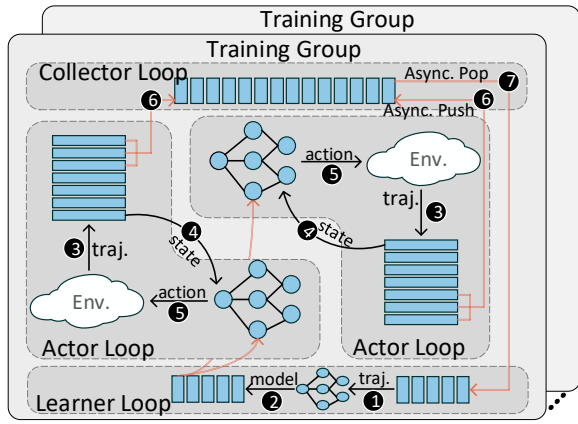 Training Group
Training Group
Collector Loop
Async. Pop
7
6
6
Async. Push
action
5
Env.
traj.
3
4
state
4
state
3
traj.
Env.
action
5
Actor Loop
Actor Loop
Learner Loop
model
2
traj.
1